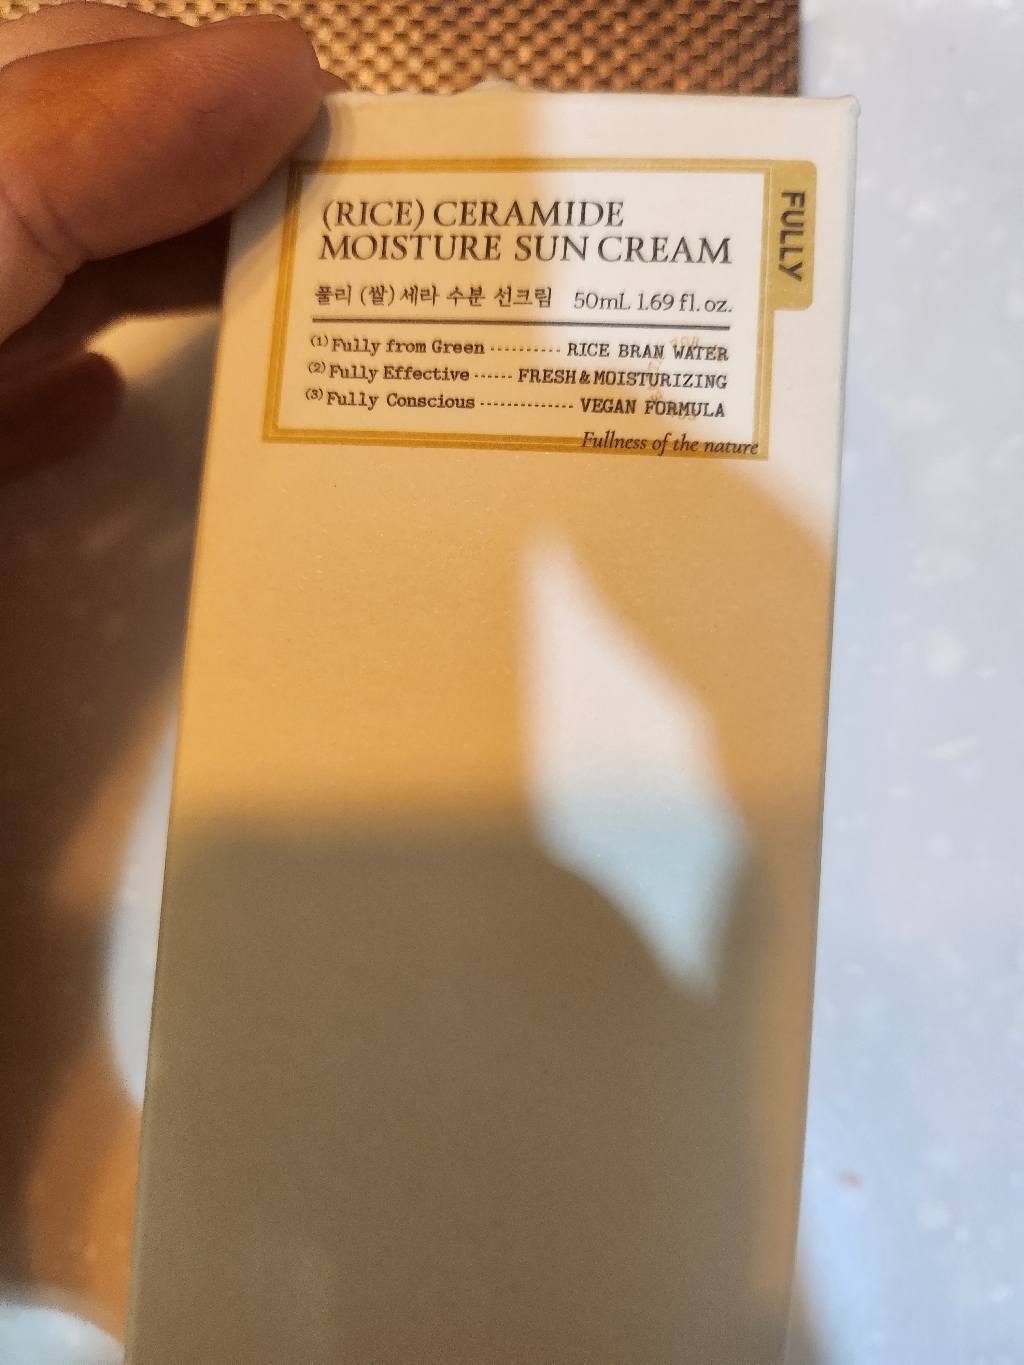 (RICE) CERAMIDE
MOISTURE SUN CREAM
풀리 (쌀) 세라 수분 선크림 50mL 1.69 fl. oz.
(1) Fully from Green ---------- RICE BRAN WATER
(2) Fully Effective ------ FRESH & MOISTURIZING
(3) Fully Conscious -------------- VEGAN FORMULA
Fullness of the nature
FULLY